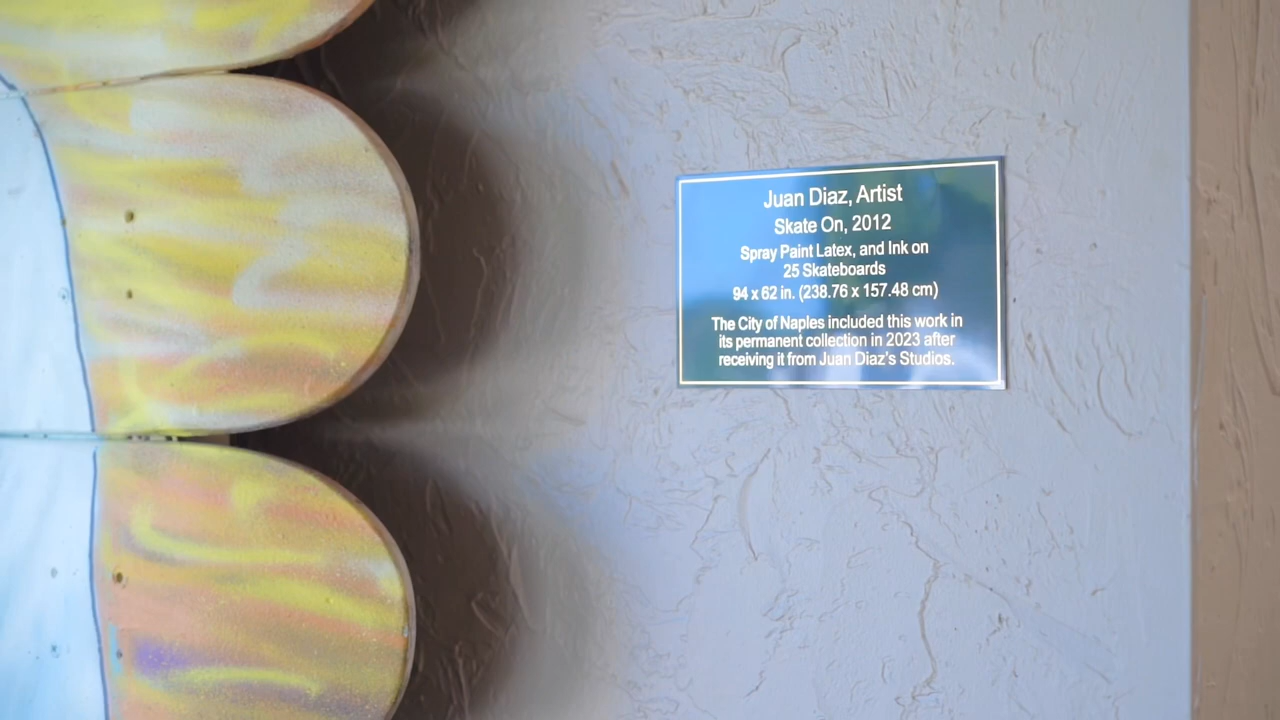 Juan Diaz, Artist
Skate On, 2012
Spray Paint Latex, and Ink on
25 Skateboards
94 x 62 in. (238.76 x 157.48 cm)
The City of Naples included this work in
its permanent collection in 2023 after
receiving it from Juan Diaz's Studios.